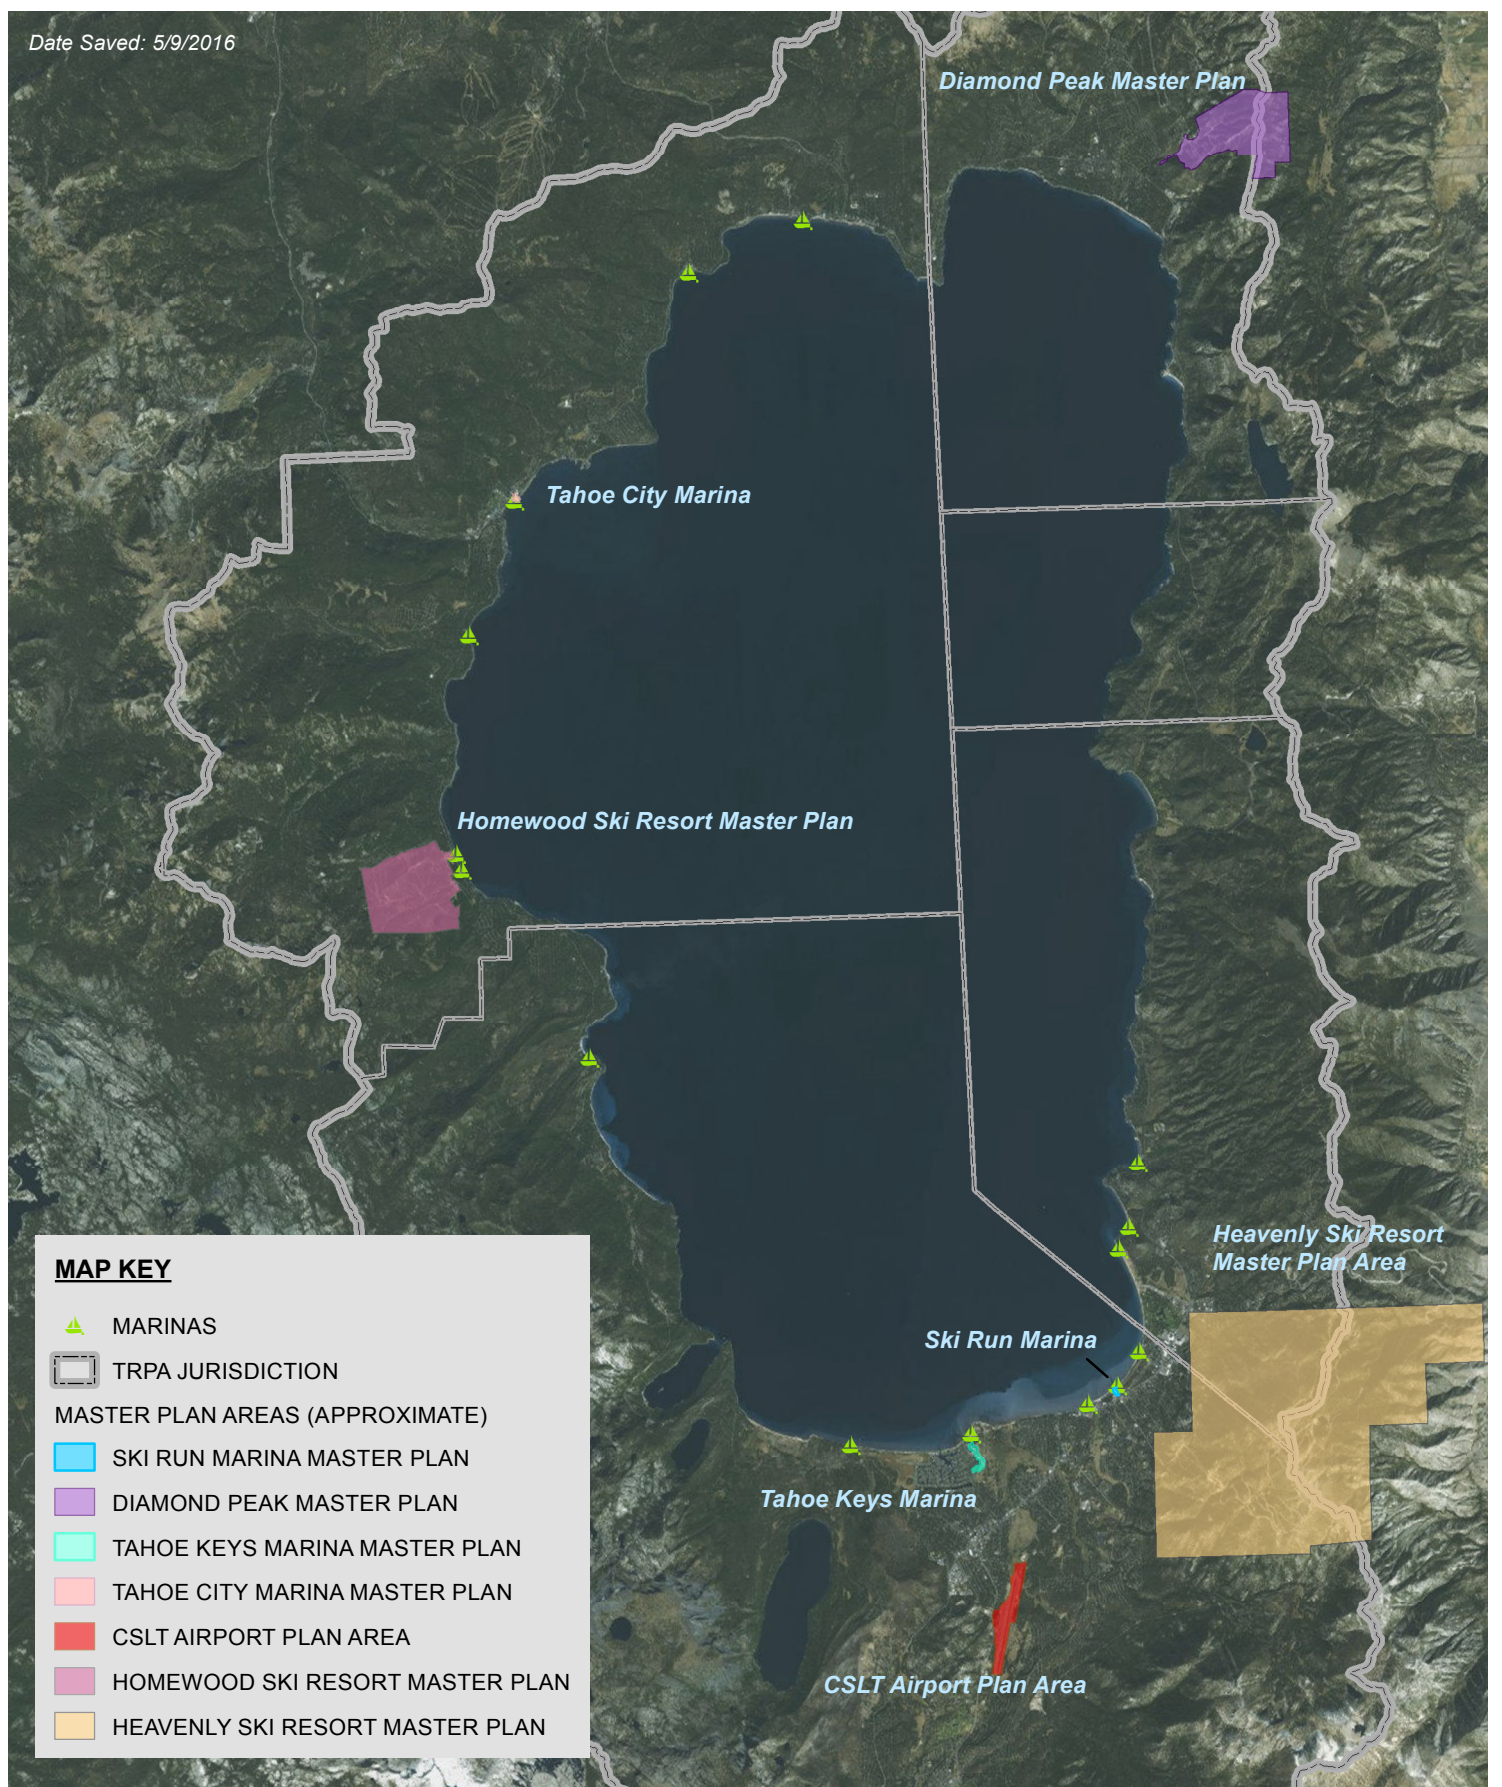 Date Saved: 5/9/2016
Diamond Peak Master Plan
Tahoe City Marina
Homewood Ski Resort Master Plan
Heavenly Ski Resort
Master Plan Area
Ski Run Marina
Tahoe Keys Marina
CSLT Airport Plan Area
MAP KEY
MARINAS
TRPA JURISDICTION
MASTER PLAN AREAS (APPROXIMATE)
SKI RUN MARINA MASTER PLAN
DIAMOND PEAK MASTER PLAN
TAHOE KEYS MARINA MASTER PLAN
TAHOE CITY MARINA MASTER PLAN
CSLT AIRPORT PLAN AREA
HOMEWOOD SKI RESORT MASTER PLAN
HEAVENLY SKI RESORT MASTER PLAN